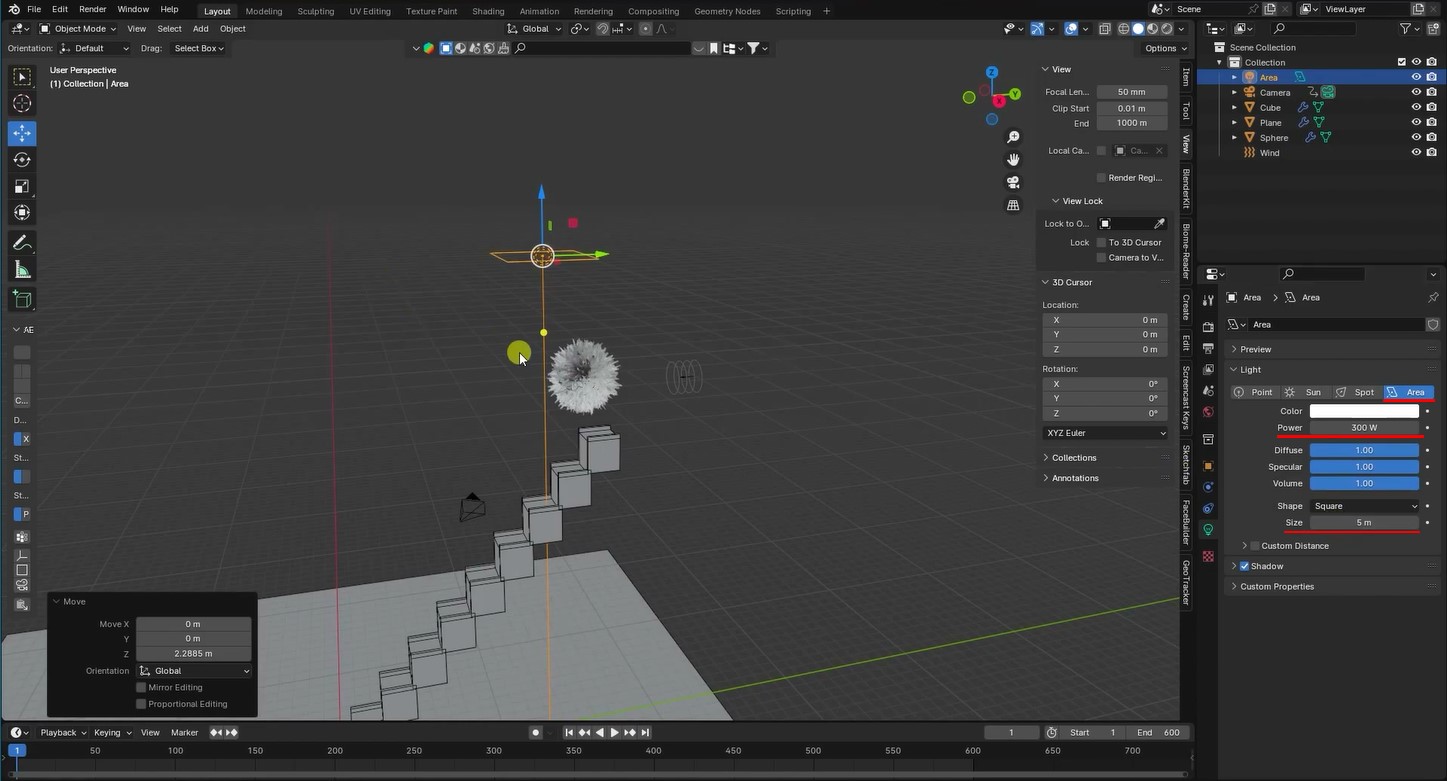 File Edit Render Window Help Layout Modeling Sculpting UV Editing Texture Paint Shading Animation Rendering Compositing Geometry Nodes Scripting + Scene ViewLayer
Object Mode View Select Add Object Global
Orientation: Default Drag: Select Box Options
User Perspective
(1) Collection | Area
Z
Y
X
AE
C...
D...
X
St...
St...
P
View
Focal Len... 50 mm
Clip Start 0.01 m
End 1000 m
Local Ca... Ca...
Render Regi...
View Lock
Lock to O...
Lock To 3D Cursor
Camera to V...
3D Cursor
Location:
X 0 m
Y 0 m
Z 0 m
Rotation:
X 0°
Y 0°
Z 0°
XYZ Euler
Collections
Annotations
Item
Tool
View
BlenderKit
Biome-Reader
Create
Edit
Screencast Keys
Sketchfab
FaceBuilder
GeoTracker
Scene Collection
Collection
Area
Camera
Cube
Plane
Sphere
Wind
Area > Area
Area
Preview
Light
Point Sun Spot Area
Color
Power 300 W
Diffuse 1.00
Specular 1.00
Volume 1.00
Shape Square
Size 5 m
Custom Distance
Shadow
Custom Properties
Move
Move X 0 m
Y 0 m
Z 2.2885 m
Orientation Global
Mirror Editing
Proportional Editing
Playback Keying View Marker 1 Start 1 End 600
1 50 100 150 200 250 300 350 400 450 500 550 600 650 700